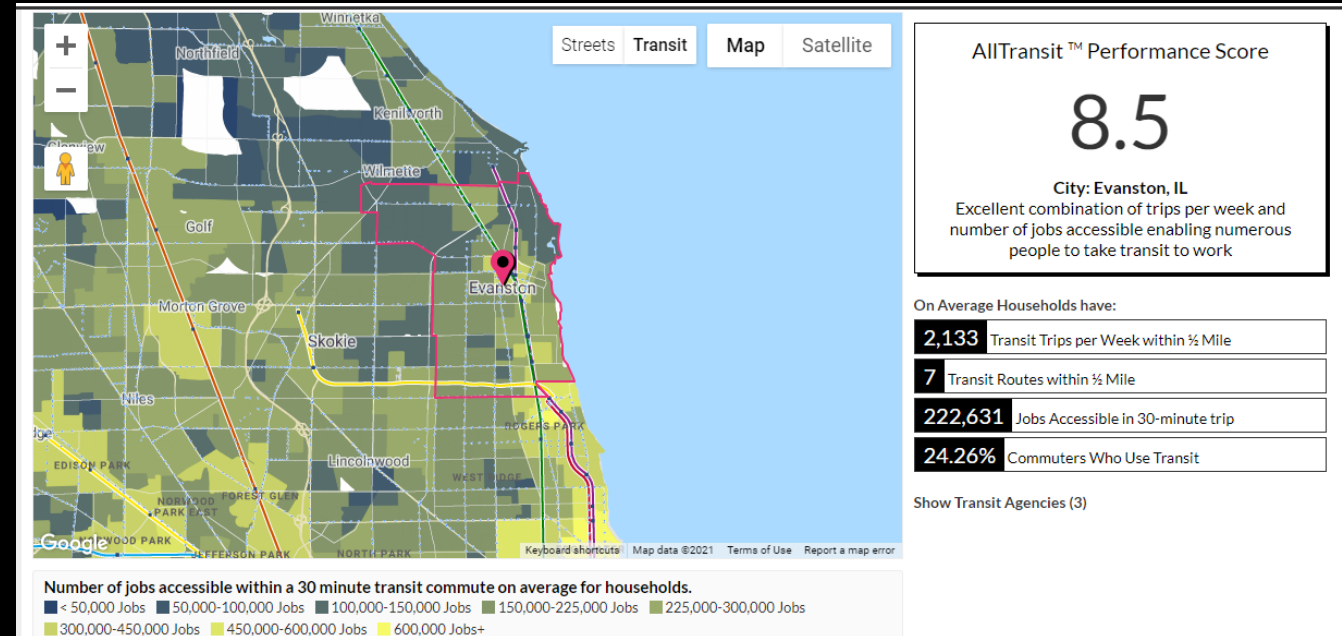 Winnetka
Northfield
Streets Transit Map Satellite
Kenilworth
Glenview
Wilmette
Golf
Evanston
Morton Grove
Skokie
Niles
ROGERS PARK
Lincolnwood
EDISON PARK
WEST RIDGE
NORWOOD
PARK EAST
FOREST GLEN
JEFFERSON PARK
NORTH PARK
Google
Keyboard shortcuts Map data ©2021 Terms of Use Report a map error
Number of jobs accessible within a 30 minute transit commute on average for households.
< 50,000 Jobs 50,000-100,000 Jobs 100,000-150,000 Jobs 150,000-225,000 Jobs 225,000-300,000 Jobs
300,000-450,000 Jobs 450,000-600,000 Jobs 600,000 Jobs+
AllTransit ™ Performance Score
8.5
City: Evanston, IL
Excellent combination of trips per week and
number of jobs accessible enabling numerous
people to take transit to work
On Average Households have:
2,133 Transit Trips per Week within ½ Mile
7 Transit Routes within ½ Mile
222,631 Jobs Accessible in 30-minute trip
24.26% Commuters Who Use Transit
Show Transit Agencies (3)